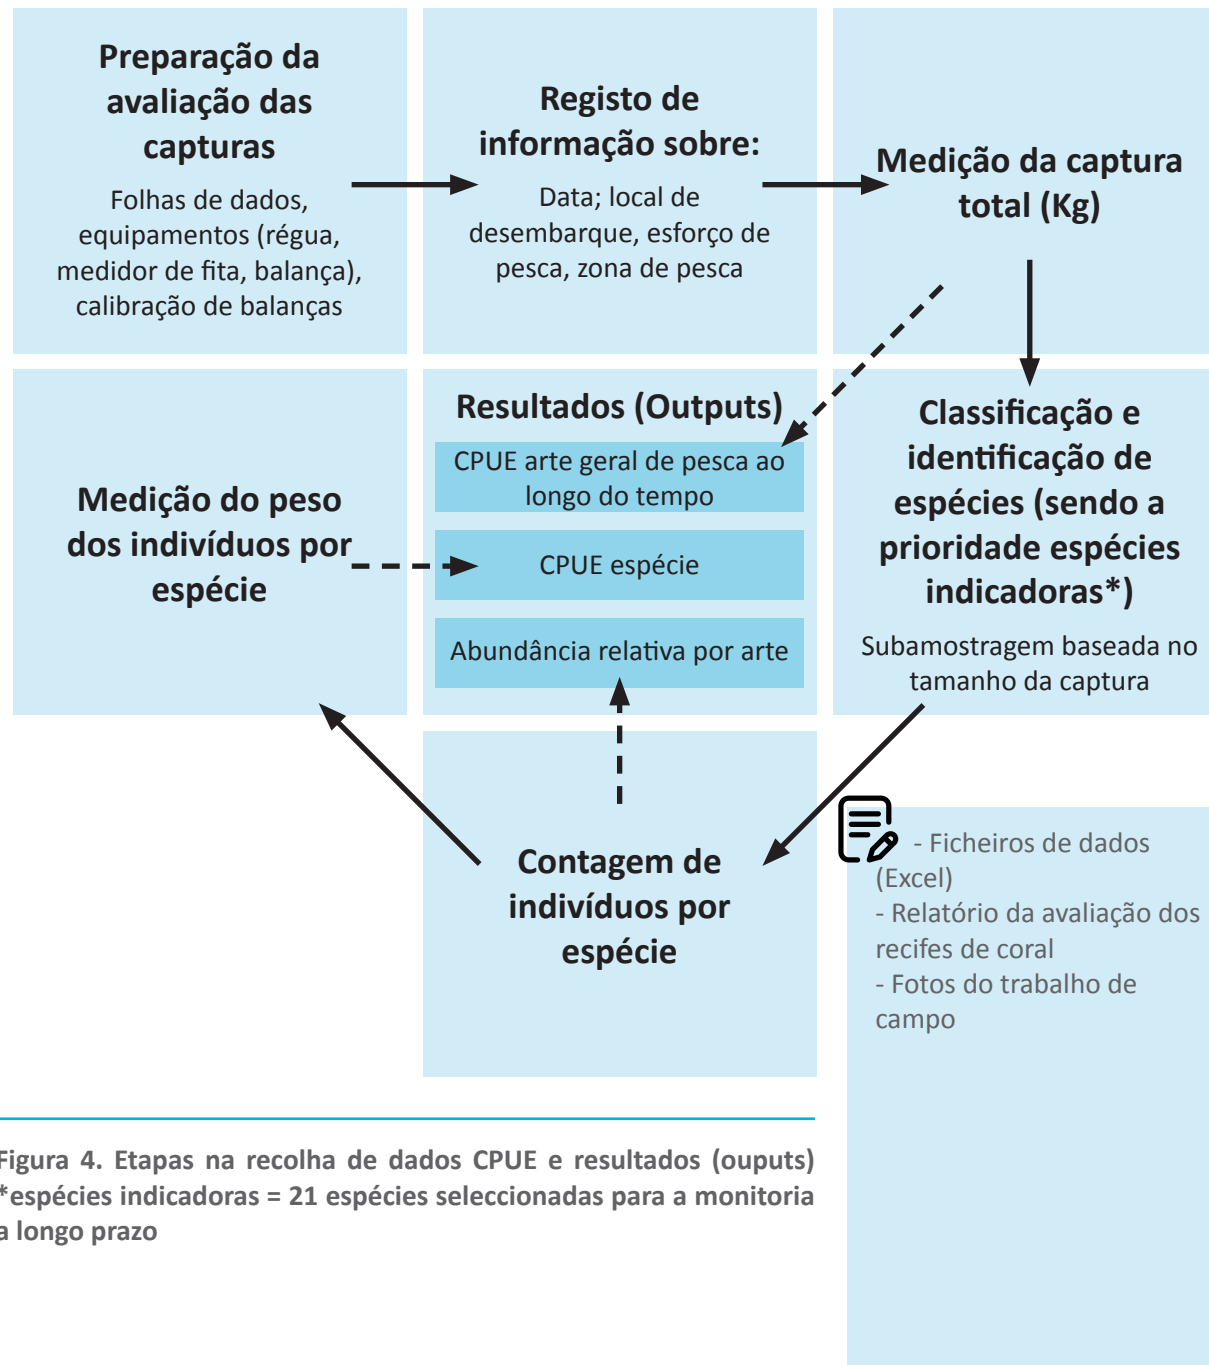 Preparação da
avaliação das
capturas
Folhas de dados,
equipamentos (régua,
medidor de fita, balança),
calibração de balanças
Registo de
informação sobre:
Data; local de
desembarque, esforço de
pesca, zona de pesca
Medição da captura
total (Kg)
Medição do peso
dos indivíduos por
espécie
Resultados (Outputs)
CPUE arte geral de pesca ao
longo do tempo
CPUE espécie
Abundância relativa por arte
Classificação e
identificação de
espécies (sendo a
prioridade espécies
indicadoras*)
Subamostragem baseada no
tamanho da captura
Contagem de
indivíduos por
espécie
- Ficheiros de dados
(Excel)
- Relatório da avaliação dos
recifes de coral
- Fotos do trabalho de
campo
Figura 4. Etapas na recolha de dados CPUE e resultados (ouputs)
*espécies indicadoras = 21 espécies seleccionadas para a monitoria
a longo prazo